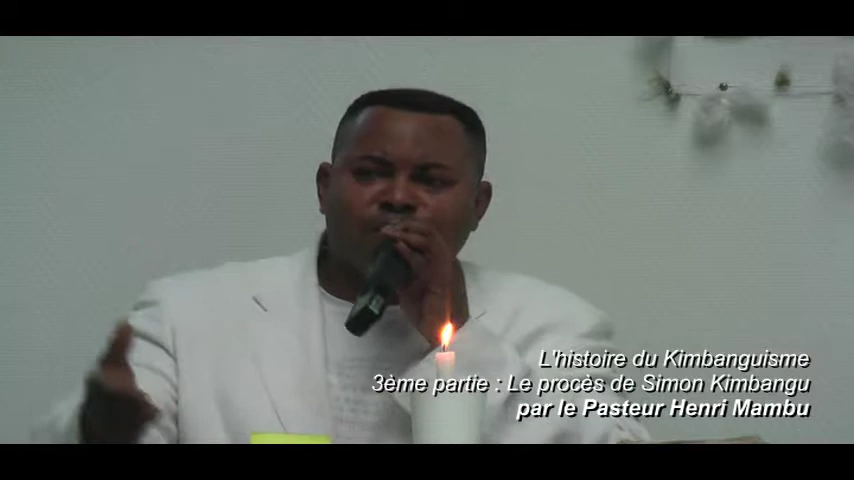 L'histoire du Kimbanguisme
3ème partie : Le procès de Simon Kimbangu
par le Pasteur Henri Mambu